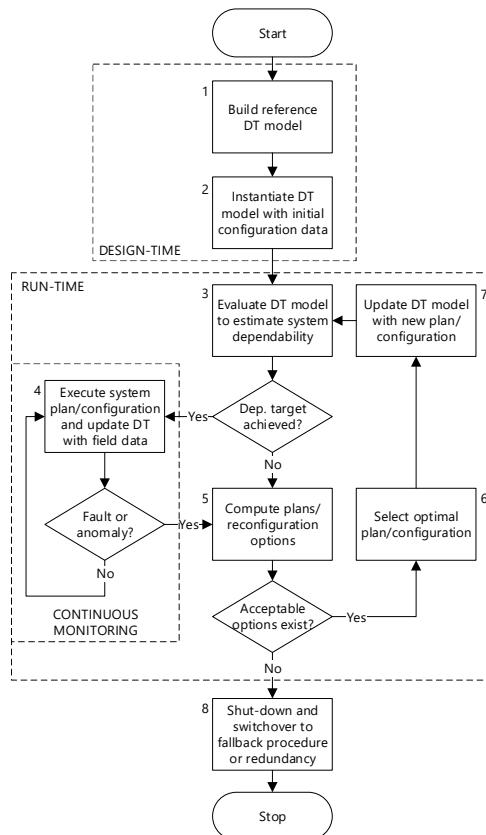 Start
1
Build reference
DT model
2
Instantiate DT
model with initial
configuration data
DESIGN-TIME
RUN-TIME
3
Evaluate DT model
to estimate system
dependability
7
Update DT model
with new plan/
configuration
4
Execute system
plan/configuration
and update DT
with field data
Yes
Dep. target
achieved?
No
Fault or
anomaly?
Yes
No
5
Compute plans/
reconfiguration
options
6
Select optimal
plan/configuration
CONTINUOUS
MONITORING
Acceptable
options exist?
Yes
No
8
Shut-down and
switchover to
fallback procedure
or redundancy
Stop